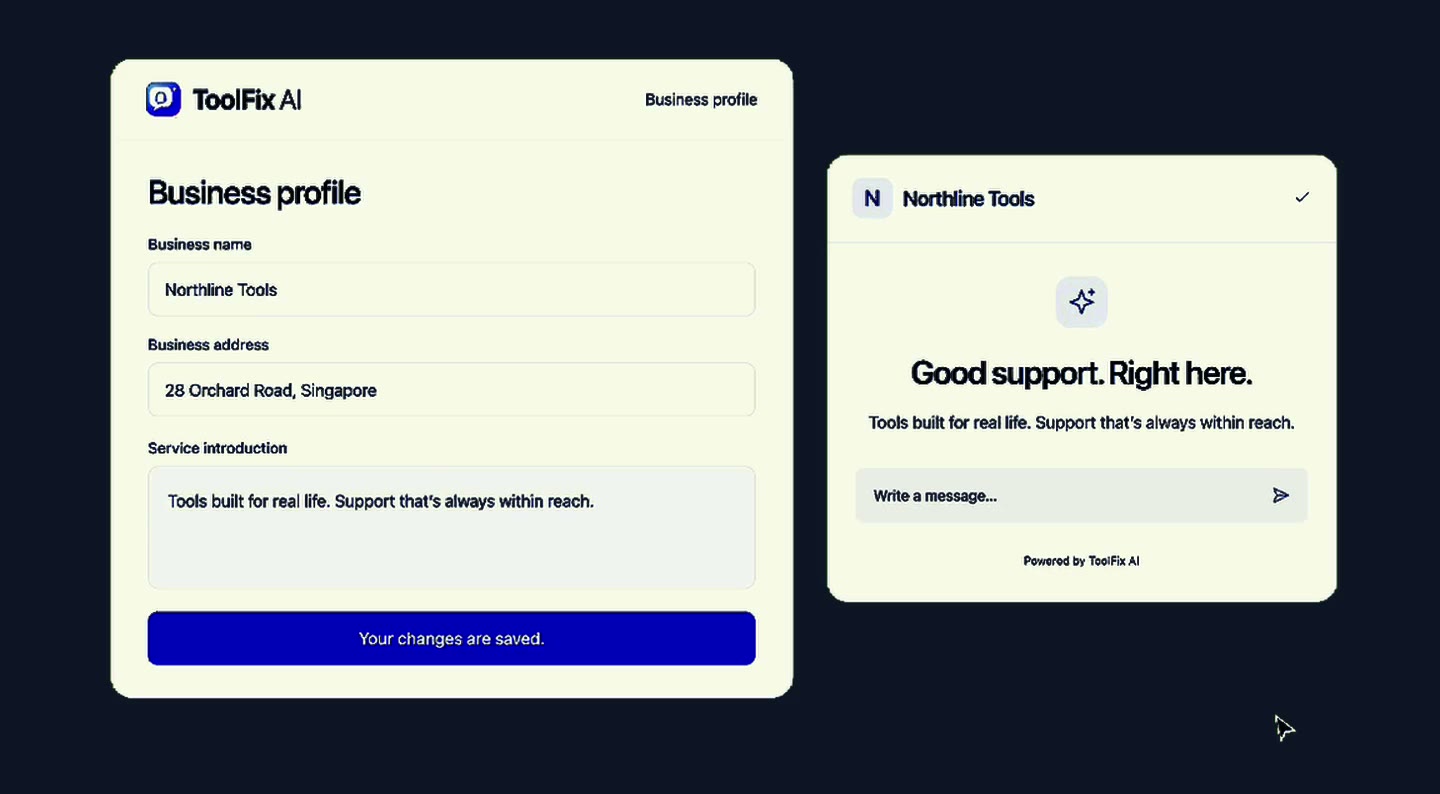 ToolFix AI
Business profile
Business profile
Business name
Northline Tools
Business address
28 Orchard Road, Singapore
Service introduction
Tools built for real life. Support that's always within reach.
Your changes are saved.
N
Northline Tools
Good support. Right here.
Tools built for real life. Support that's always within reach.
Write a message...
Powered by ToolFix AI